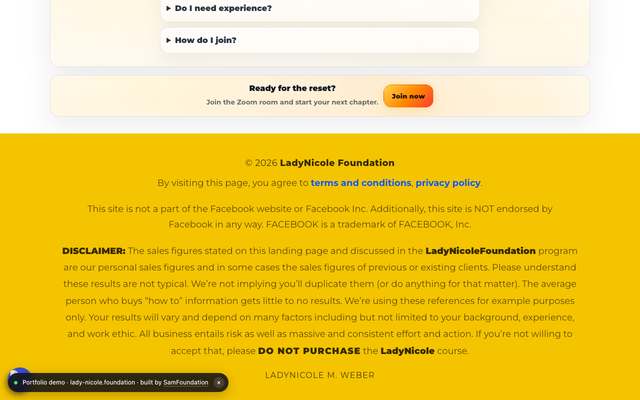 ▶ Do I need experience?
▶ How do I join?
Ready for the reset?
Join the Zoom room and start your next chapter.
Join now
© 2026 LadyNicole Foundation
By visiting this page, you agree to terms and conditions, privacy policy.
This site is not a part of the Facebook website or Facebook Inc. Additionally, this site is NOT endorsed by
Facebook in any way. FACEBOOK is a trademark of FACEBOOK, Inc.
DISCLAIMER: The sales figures stated on this landing page and discussed in the LadyNicoleFoundation program
are our personal sales figures and in some cases the sales figures of previous or existing clients. Please understand
these results are not typical. We're not implying you'll duplicate them (or do anything for that matter). The average
person who buys "how to" information gets little to no results. We're using these references for example purposes
only. Your results will vary and depend on many factors including but not limited to your background, experience,
and work ethic. All business entails risk as well as massive and consistent effort and action. If you're not willing to
accept that, please DO NOT PURCHASE the LadyNicole course.
LADYNICOLE M. WEBER
Portfolio demo · lady-nicole.foundation · built by SamFoundation ×